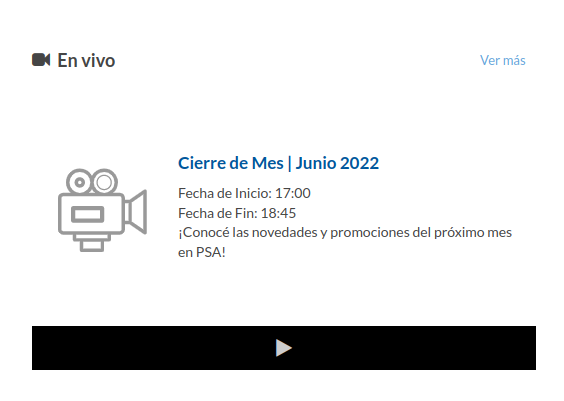 En vivo
Ver más
Cierre de Mes | Junio 2022
Fecha de Inicio: 17:00
Fecha de Fin: 18:45
¡Conocé las novedades y promociones del próximo mes
en PSA!